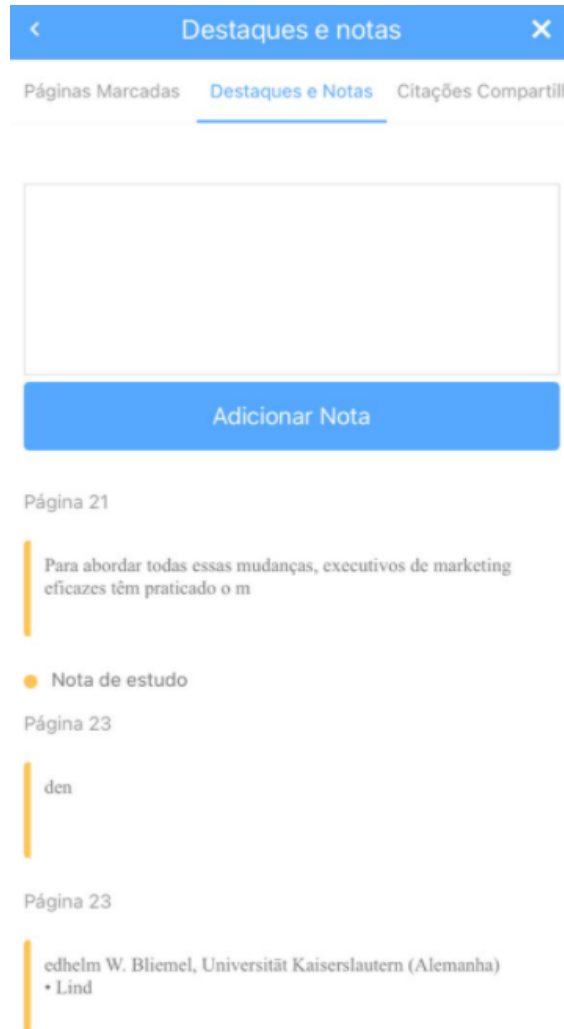 Destaques e notas
Páginas Marcadas Destaques e Notas Citações Compartil
Adicionar Nota
Página 21
Para abordar todas essas mudanças, executivos de marketing
eficazes têm praticado o m
Nota de estudo
Página 23
den
Página 23
edhelm W. Bliemel, Universität Kaiserslautern (Alemanha)
• Lind